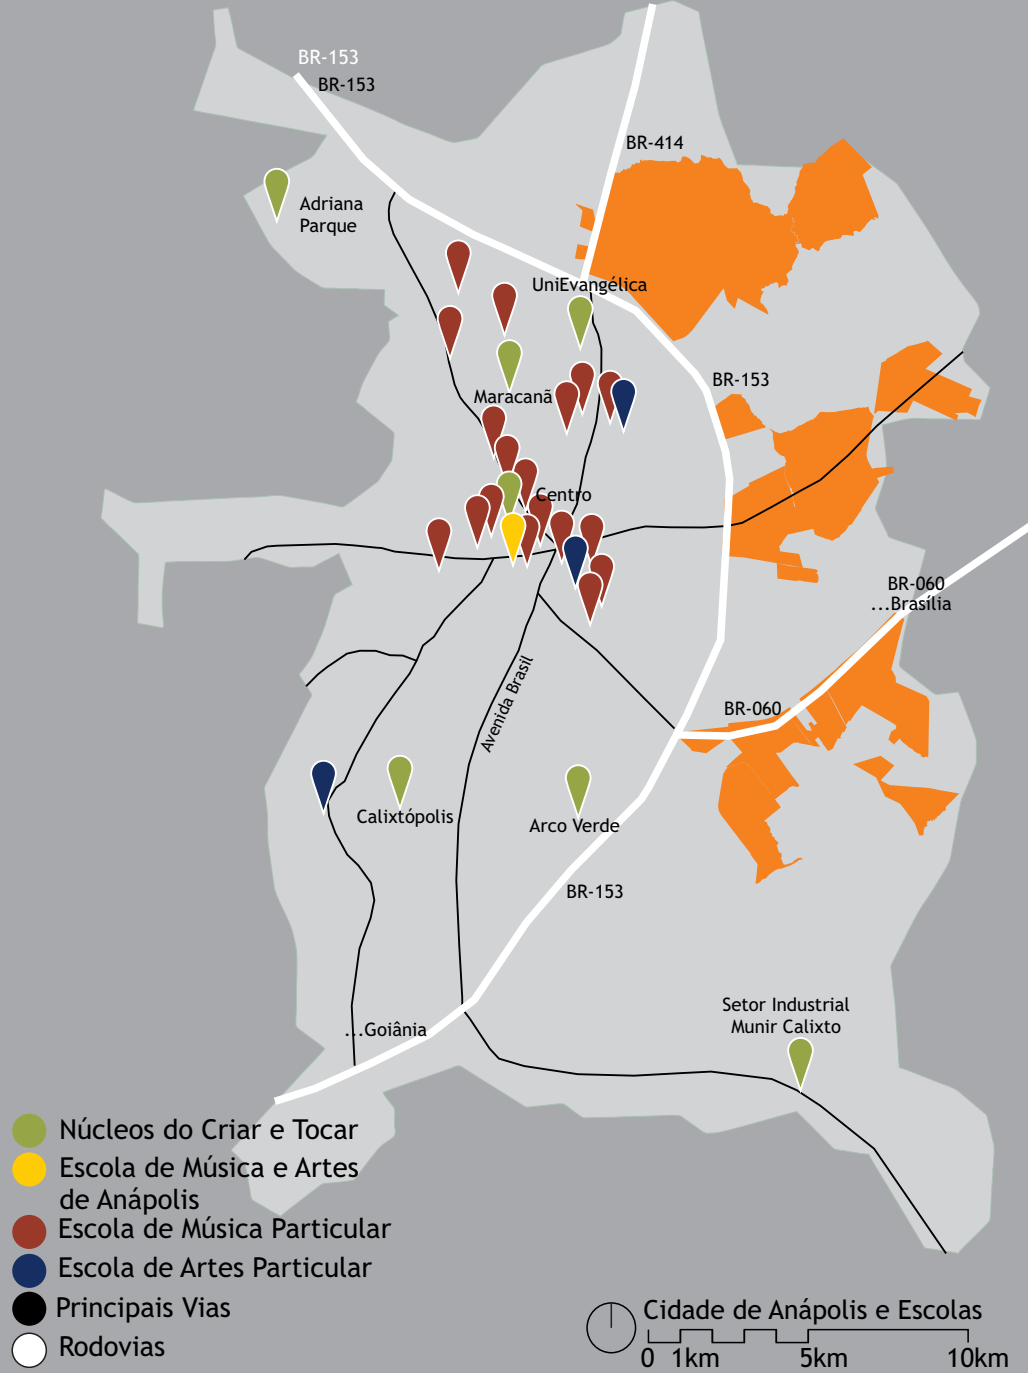 BR-153
BR-153
BR-414
Adriana
Parque
UniEvangélica
BR-153
Maracanã
Centro
BR-060
...Brasília
Avenida Brasil
BR-060
Calixtópolis
Arco Verde
BR-153
Setor Industrial
Munir Calixto
...Goiânia
Núcleos do Criar e Tocar
Escola de Música e Artes
de Anápolis
Escola de Música Particular
Escola de Artes Particular
Principais Vias
Rodovias
Cidade de Anápolis e Escolas
0 1km 5km 10km